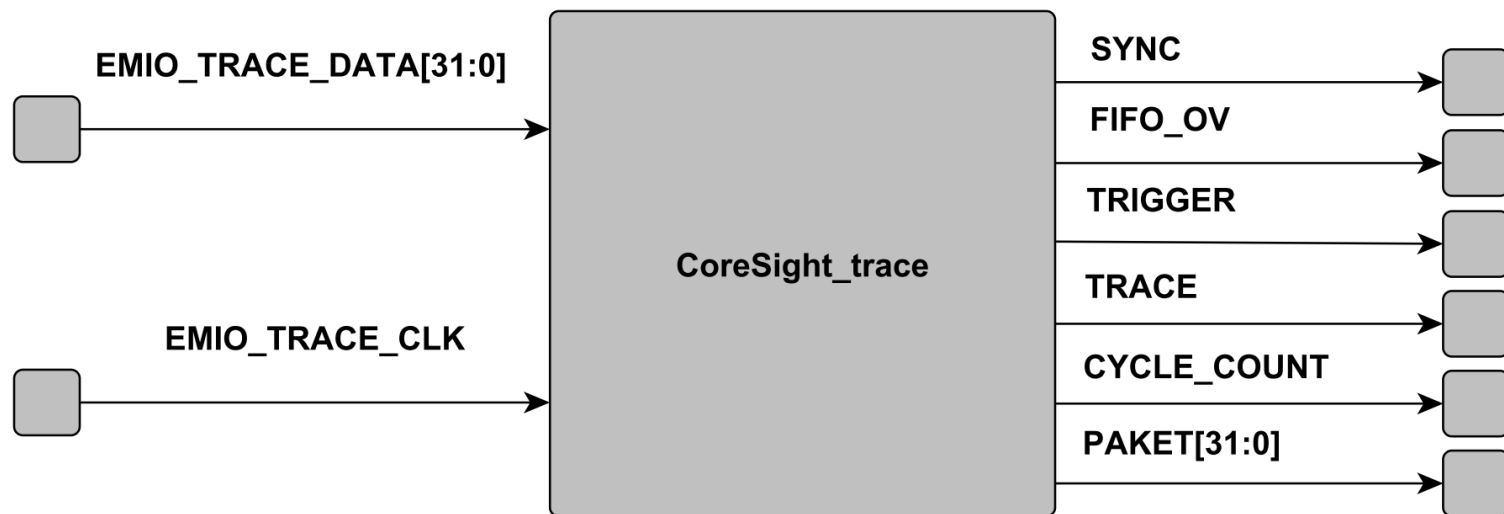 EMIO_TRACE_DATA[31:0]
EMIO_TRACE_CLK
CoreSight_trace
SYNC
FIFO_OV
TRIGGER
TRACE
CYCLE_COUNT
PAKET[31:0]